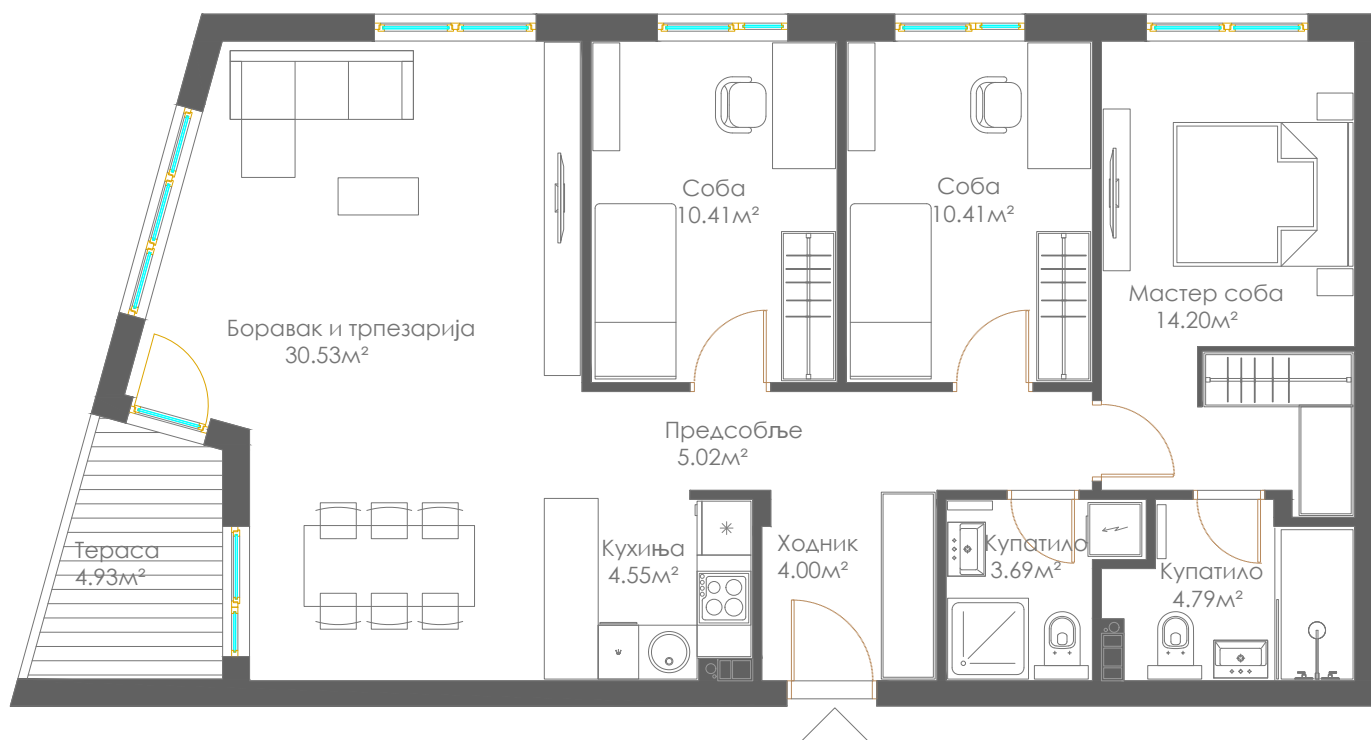 Соба
10.41м²
Соба
10.41м²
Мастер соба
14.20м²
Боравак и трпезарија
30.53м²
Предсобље
5.02м²
Тераса
4.93м²
Кухиња
4.55м²
Ходник
4.00м²
Купатило
3.69м²
Купатило
4.79м²